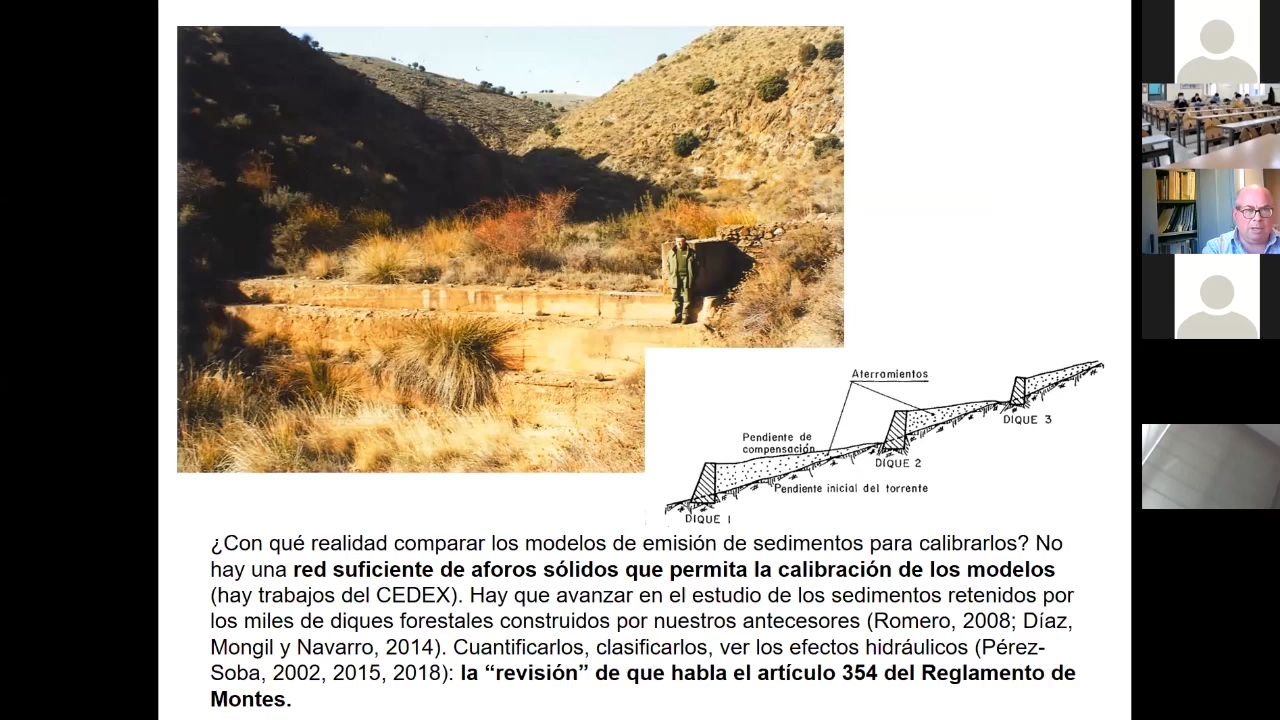 Aterramientos
Pendiente de
compensación
DIQUE 3
DIQUE 2
Pendiente inicial del torrente
DIQUE 1
¿Con qué realidad comparar los modelos de emisión de sedimentos para calibrarlos? No
hay una red suficiente de aforos sólidos que permita la calibración de los modelos
(hay trabajos del CEDEX). Hay que avanzar en el estudio de los sedimentos retenidos por
los miles de diques forestales construidos por nuestros antecesores (Romero, 2008; Díaz,
Mongil y Navarro, 2014). Cuantificarlos, clasificarlos, ver los efectos hidráulicos (Pérez-
Soba, 2002, 2015, 2018): la “revisión” de que habla el artículo 354 del Reglamento de
Montes.